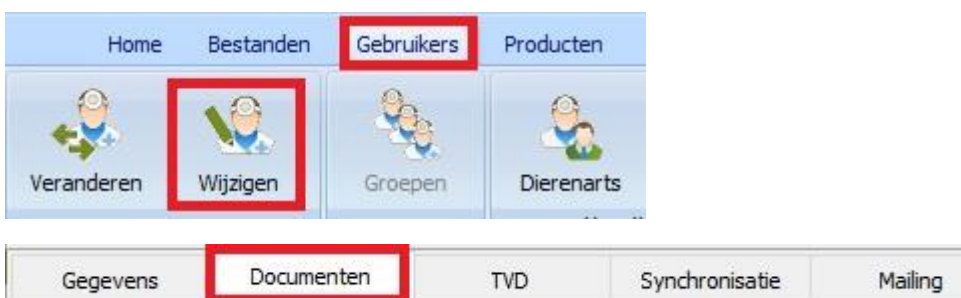 Home Bestanden Gebruikers Producten
Veranderen Wijzigen Groepen Dierenarts
Gegevens Documenten TVD Synchronisatie Mailing